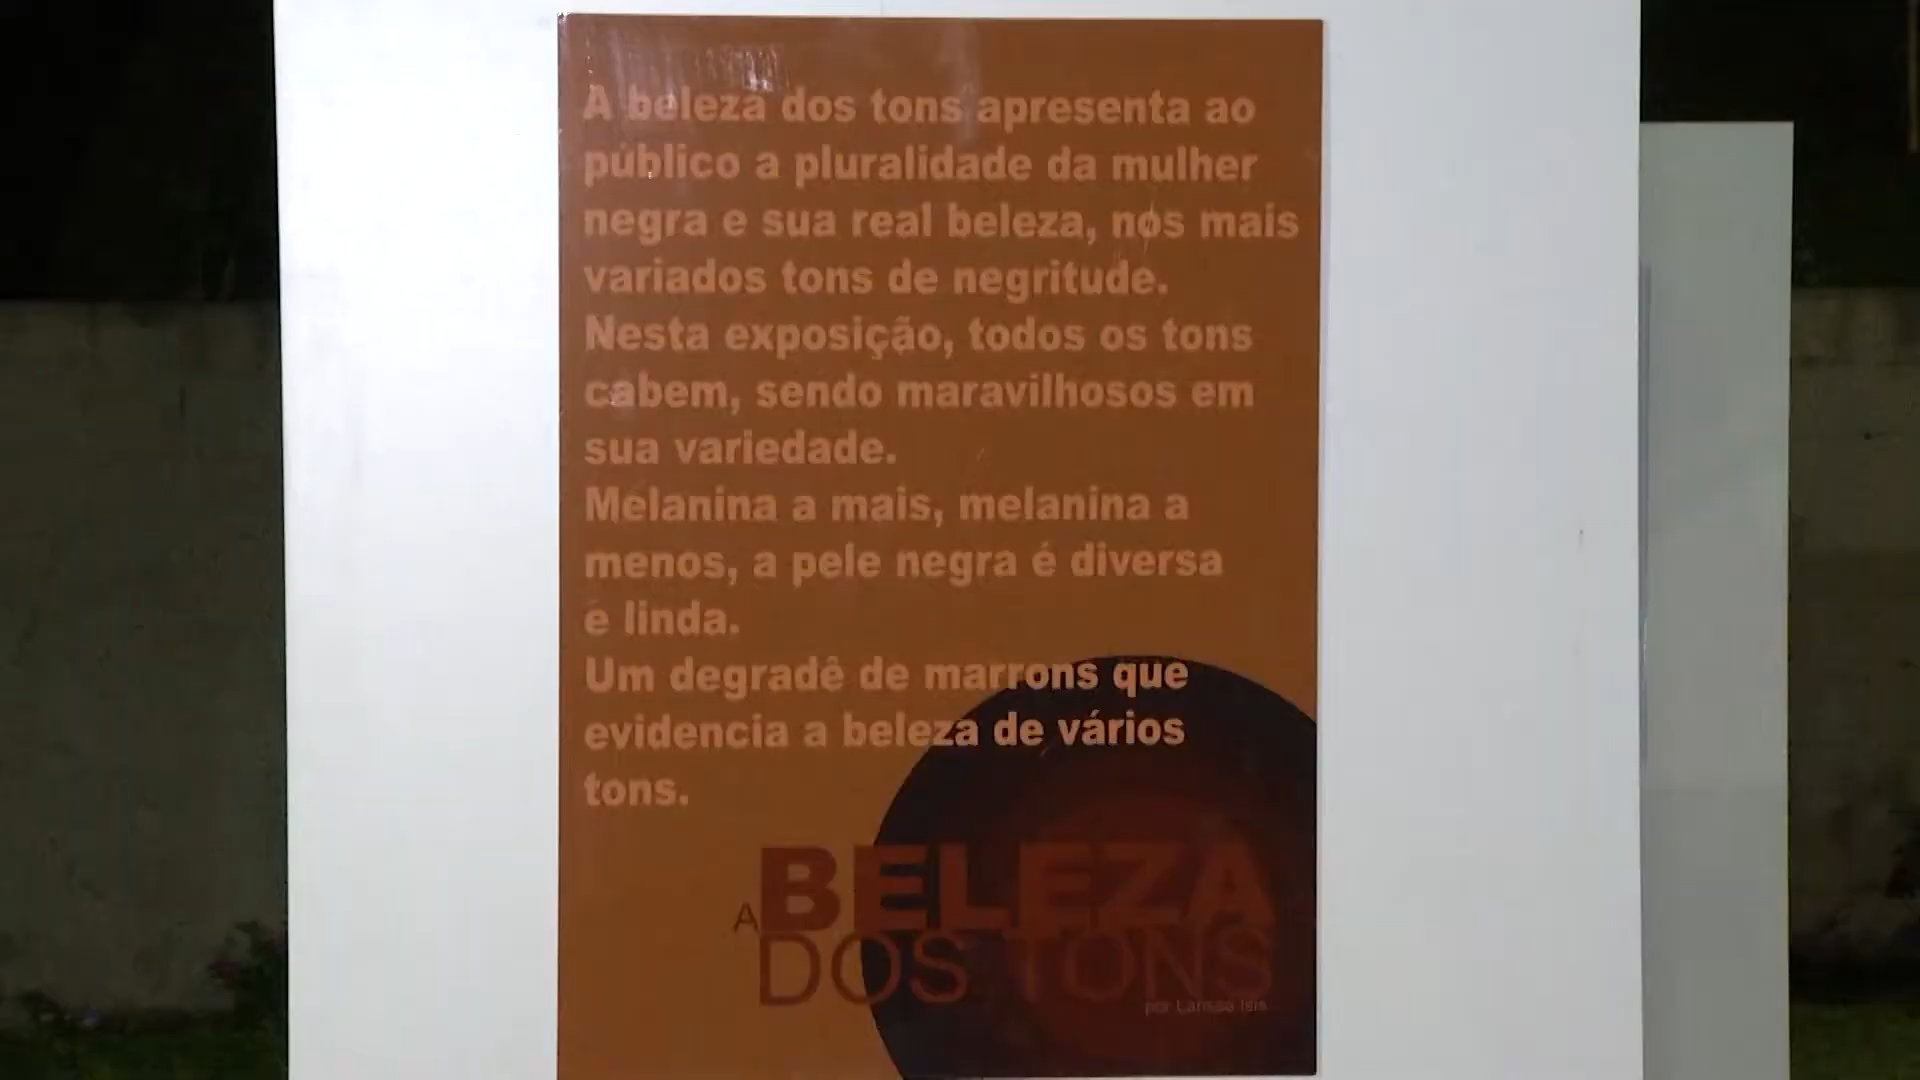 A beleza dos tons apresenta ao
público a pluralidade da mulher
negra e sua real beleza, nos mais
variados tons de negritude.
Nesta exposição, todos os tons
cabem, sendo maravilhosos em
sua variedade.
Melanina a mais, melanina a
menos, a pele negra é diversa
e linda.
Um degradê de marrons que
evidencia a beleza de vários
tons.
A BELEZA
DOS TONS
por Larissa Isis